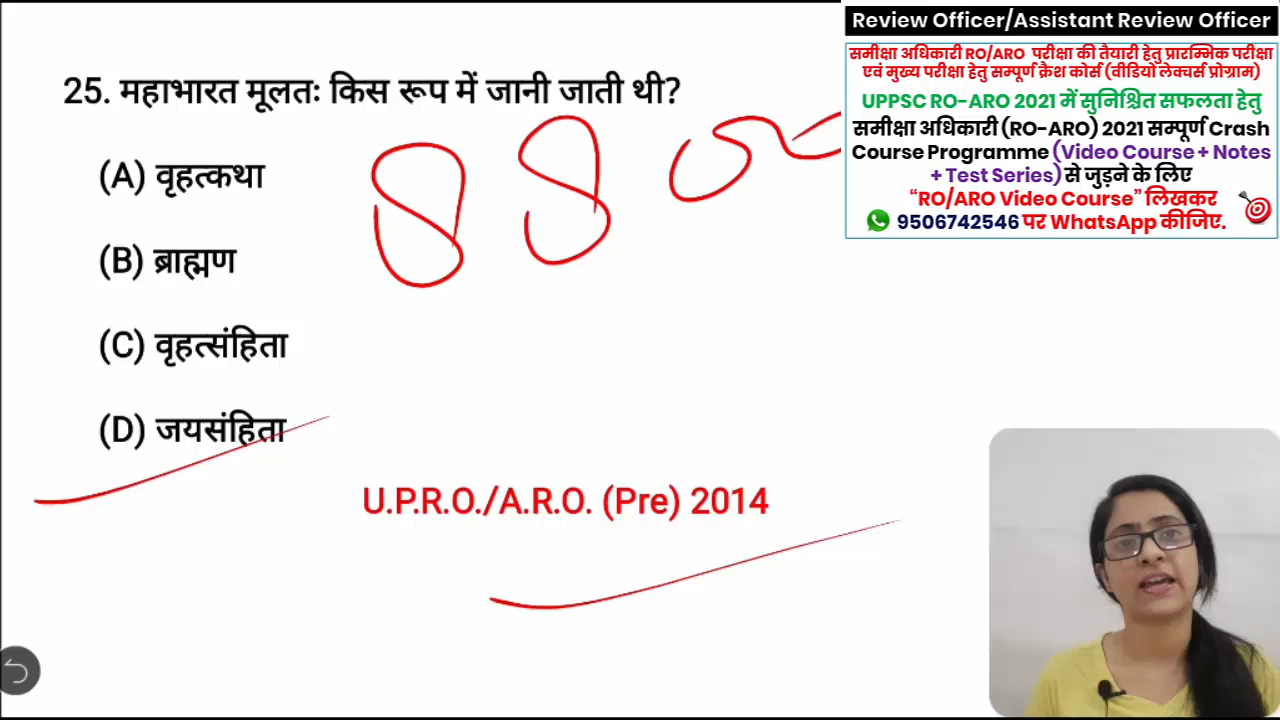 Review Officer/Assistant Review Officer
समीक्षा अधिकारी RO/ARO परीक्षा की तैयारी हेतु प्रारम्भिक परीक्षा
एवं मुख्य परीक्षा हेतु सम्पूर्ण क्रैश कोर्स (वीडियो लेक्चर्स प्रोग्राम)
UPPSC RO-ARO 2021 में सुनिश्चित सफलता हेतु
समीक्षा अधिकारी (RO-ARO) 2021 सम्पूर्ण Crash
Course Programme (Video Course + Notes
+ Test Series) से जुड़ने के लिए
"RO/ARO Video Course" लिखकर
9506742546 पर WhatsApp कीजिए.
25. महाभारत मूलतः किस रूप में जानी जाती थी?
(A) वृहत्कथा
(B) ब्राह्मण
(C) वृहत्संहिता
(D) जयसंहिता
U.P.R.O./A.R.O. (Pre) 2014